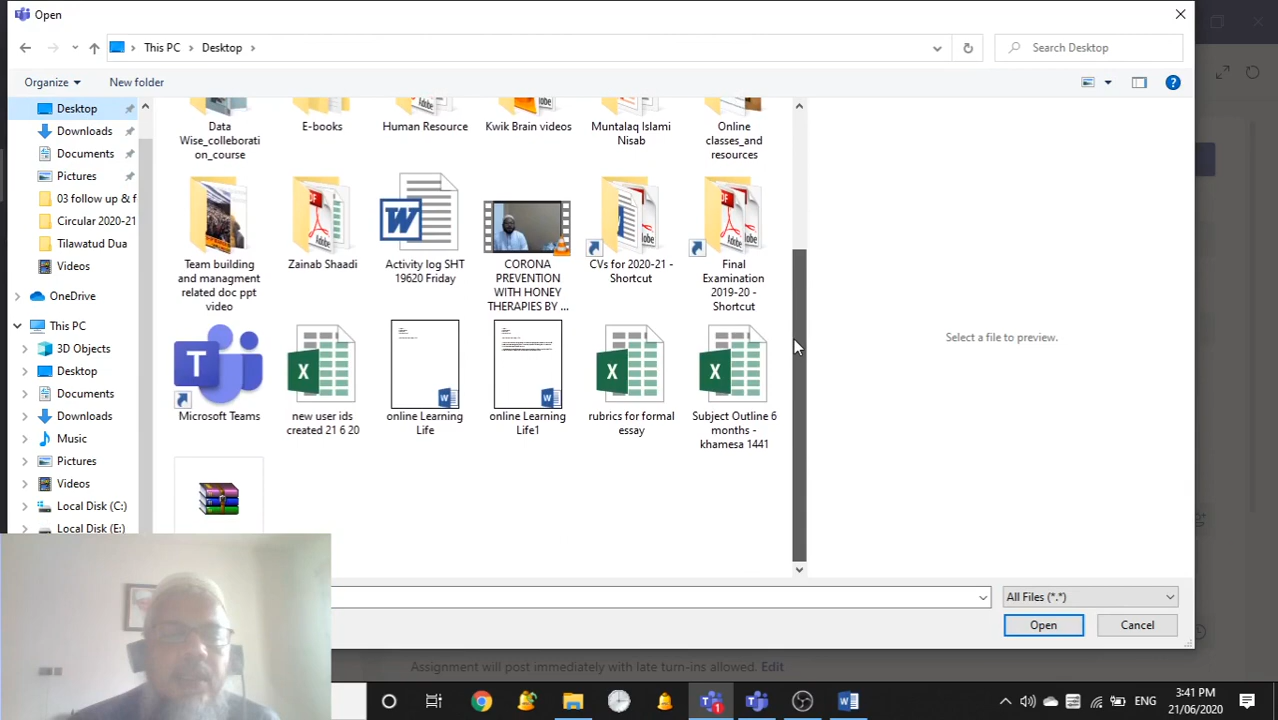 Open
This PC
Desktop
Search Desktop
Organize
New folder
Desktop
Downloads
Documents
Pictures
03 follow up & f
Circular 2020-21
Tilawatud Dua
Videos
OneDrive
This PC
3D Objects
Desktop
Documents
Downloads
Music
Pictures
Videos
Local Disk (C:)
Local Disk (E:)
Data
Wise_colleborati
on_course
E-books
Human Resource
Kwik Brain videos
Muntalaq Islami
Nisab
Online
classes_and
resources
Team building
and managment
related doc ppt
video
Zainab Shaadi
Activity log SHT
19620 Friday
CORONA
PREVENTION
WITH HONEY
THERAPIES BY ...
CVs for 2020-21 -
Shortcut
Final
Examination
2019-20 -
Shortcut
Microsoft Teams
new user ids
created 21 6 20
online Learning
Life
online Learning
Life1
rubrics for formal
essay
Subject Outline 6
months -
khamesa 1441
Select a file to preview.
All Files (*.*)
Open
Cancel
Assignment will post immediately with late turn-ins allowed. Edit
ENG
3:41 PM
21/06/2020